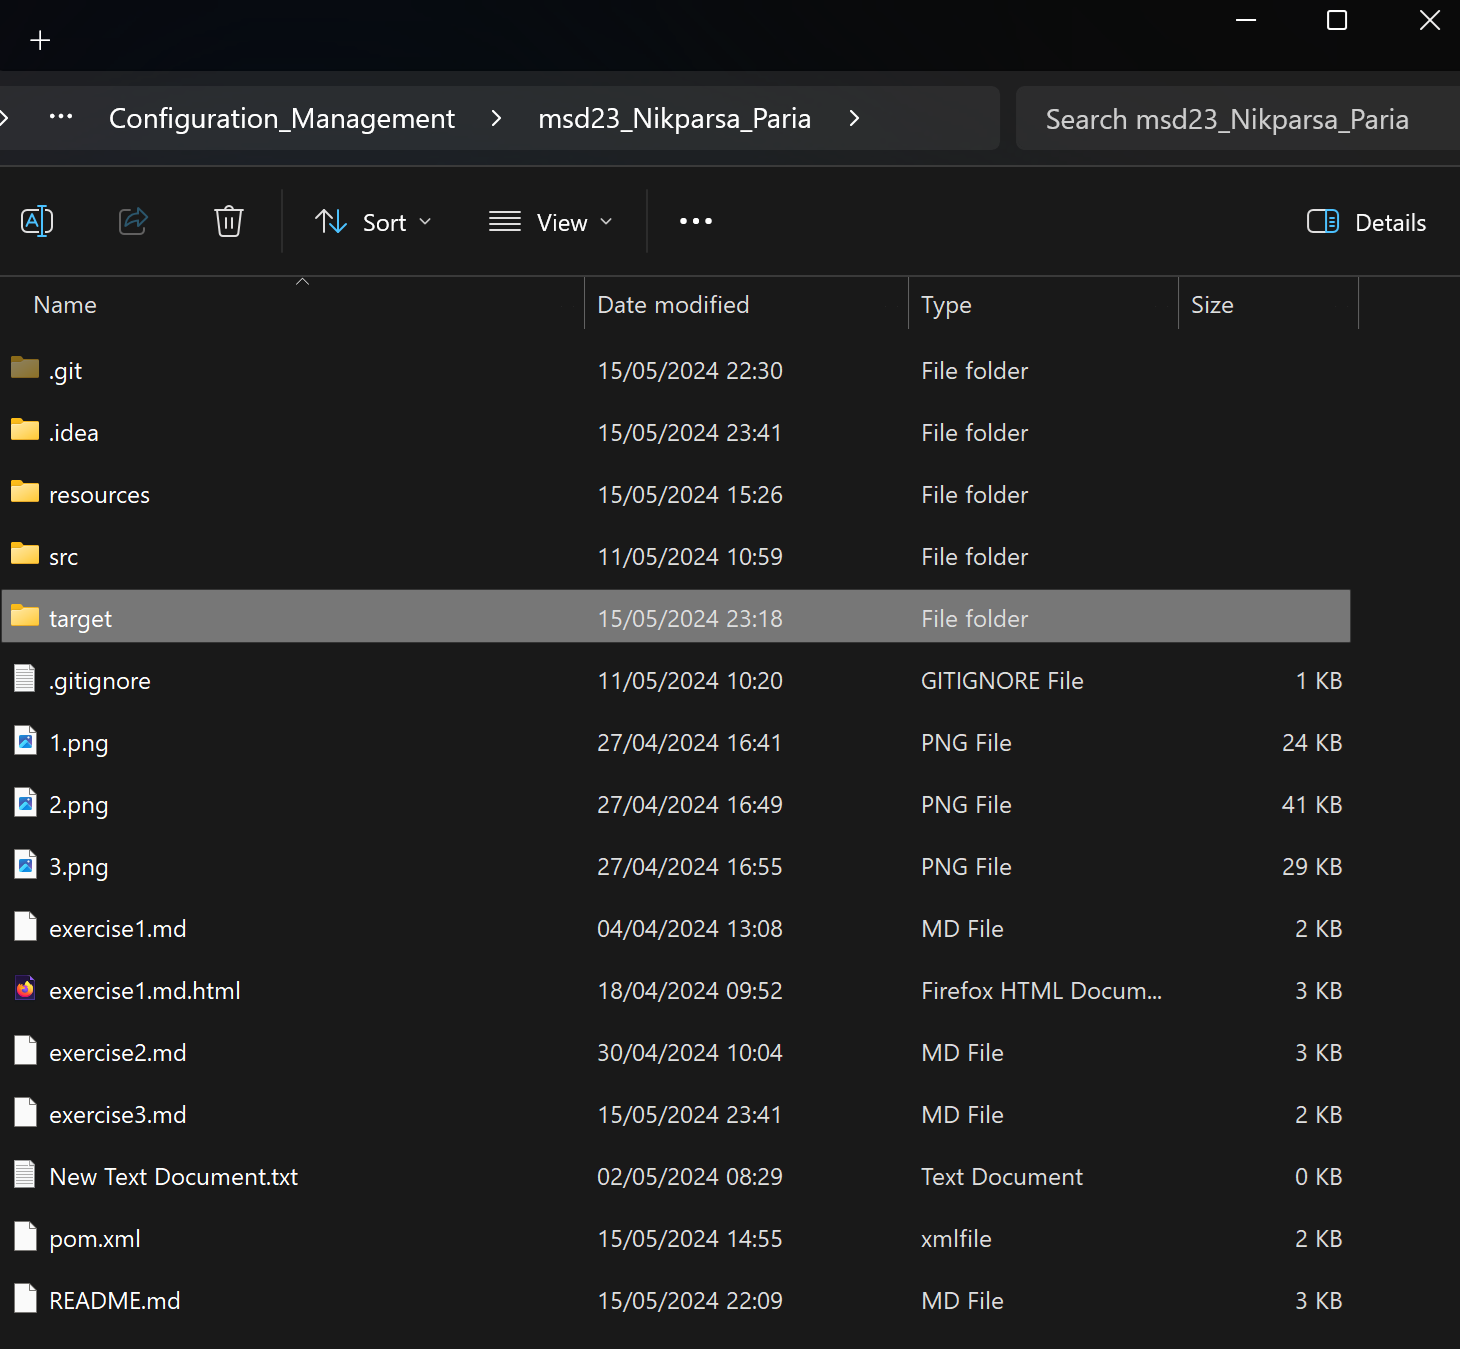 Configuration_Management msd23_Nikparsa_Paria Search msd23_Nikparsa_Paria
Sort View Details
Name Date modified Type Size
.git 15/05/2024 22:30 File folder
.idea 15/05/2024 23:41 File folder
resources 15/05/2024 15:26 File folder
src 11/05/2024 10:59 File folder
target 15/05/2024 23:18 File folder
.gitignore 11/05/2024 10:20 GITIGNORE File 1 KB
1.png 27/04/2024 16:41 PNG File 24 KB
2.png 27/04/2024 16:49 PNG File 41 KB
3.png 27/04/2024 16:55 PNG File 29 KB
exercise1.md 04/04/2024 13:08 MD File 2 KB
exercise1.md.html 18/04/2024 09:52 Firefox HTML Docum... 3 KB
exercise2.md 30/04/2024 10:04 MD File 3 KB
exercise3.md 15/05/2024 23:41 MD File 2 KB
New Text Document.txt 02/05/2024 08:29 Text Document 0 KB
pom.xml 15/05/2024 14:55 xmlfile 2 KB
README.md 15/05/2024 22:09 MD File 3 KB